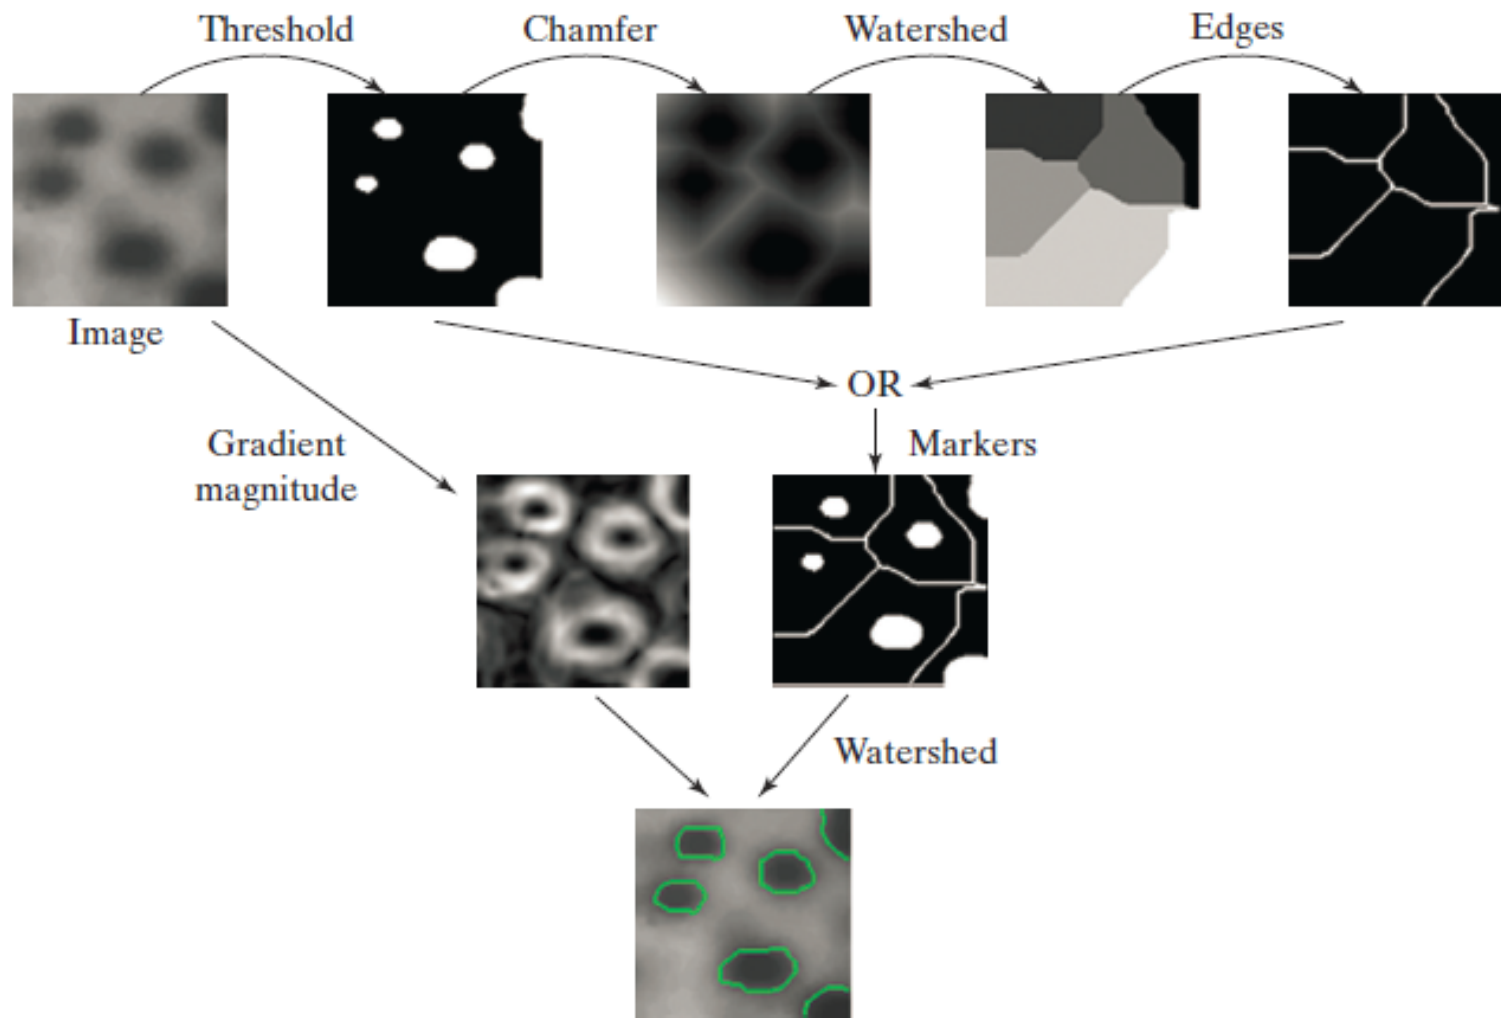 Threshold
Chamfer
Watershed
Edges
Image
OR
Gradient
magnitude
Markers
Watershed